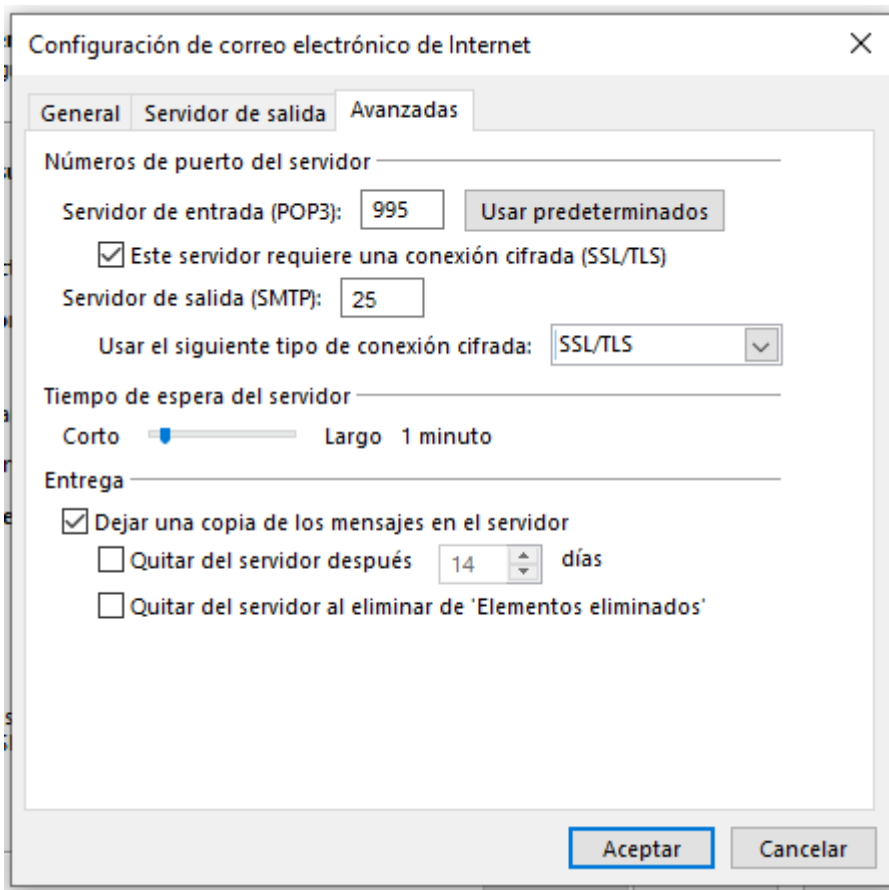 Configuración de correo electrónico de Internet
General Servidor de salida Avanzadas
Números de puerto del servidor
Servidor de entrada (POP3): 995 Usar predeterminados
Este servidor requiere una conexión cifrada (SSL/TLS)
Servidor de salida (SMTP): 25
Usar el siguiente tipo de conexión cifrada: SSL/TLS
Tiempo de espera del servidor
Corto Largo 1 minuto
Entrega
Dejar una copia de los mensajes en el servidor
Quitar del servidor después 14 días
Quitar del servidor al eliminar de 'Elementos eliminados'
Aceptar Cancelar